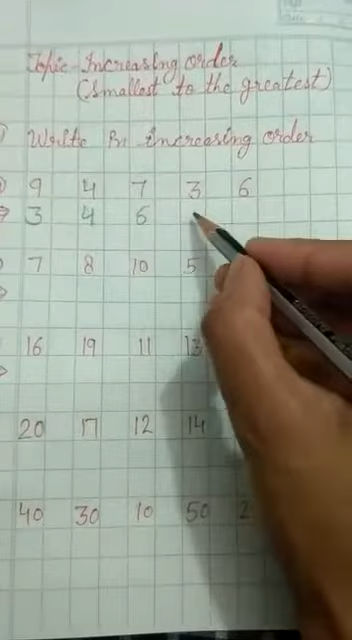 Topic-Increasing order
(Smallest to the greatest)
Write in increasing order
9 4 7 3 6
3 4 6
7 8 10 5
16 19 11 13
20 17 12 14
40 30 10 50 2